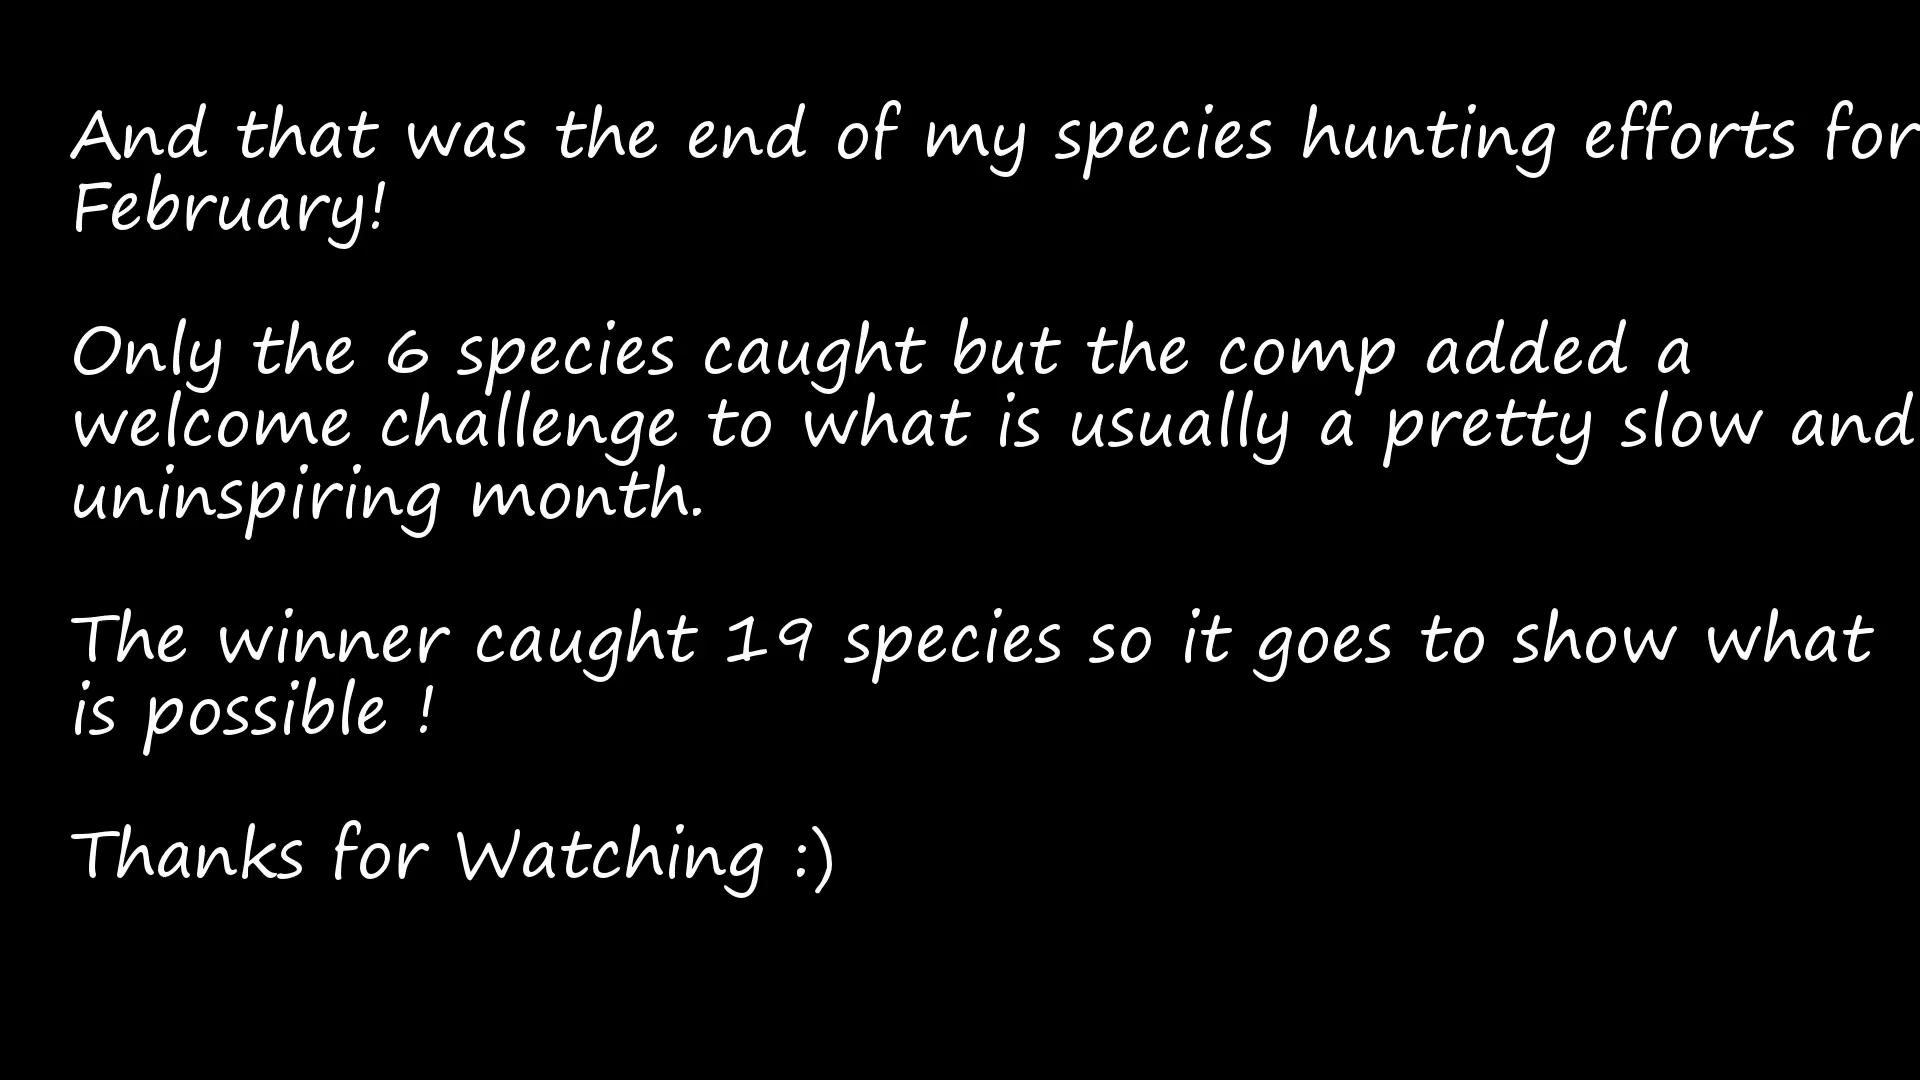 And that was the end of my species hunting efforts for
February!
Only the 6 species caught but the comp added a
welcome challenge to what is usually a pretty slow and
uninspiring month.
The winner caught 19 species so it goes to show what
is possible !
Thanks for Watching :)